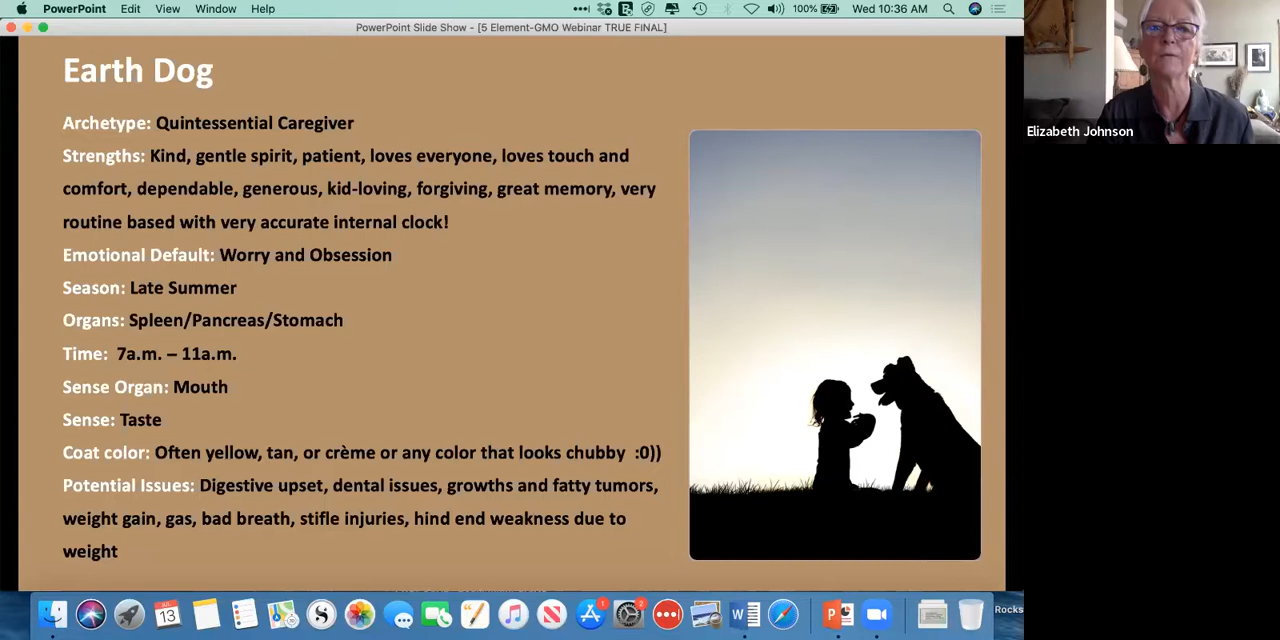 PowerPoint Edit View Window Help 100% Wed 10:36 AM
PowerPoint Slide Show - [5 Element-GMO Webinar TRUE FINAL]
Earth Dog
Archetype: Quintessential Caregiver
Strengths: Kind, gentle spirit, patient, loves everyone, loves touch and
comfort, dependable, generous, kid-loving, forgiving, great memory, very
routine based with very accurate internal clock!
Emotional Default: Worry and Obsession
Season: Late Summer
Organs: Spleen/Pancreas/Stomach
Time: 7a.m. – 11a.m.
Sense Organ: Mouth
Sense: Taste
Coat color: Often yellow, tan, or crème or any color that looks chubby :0))
Potential Issues: Digestive upset, dental issues, growths and fatty tumors,
weight gain, gas, bad breath, stifle injuries, hind end weakness due to
weight
Elizabeth Johnson
JUL
13
1
2
Rocks